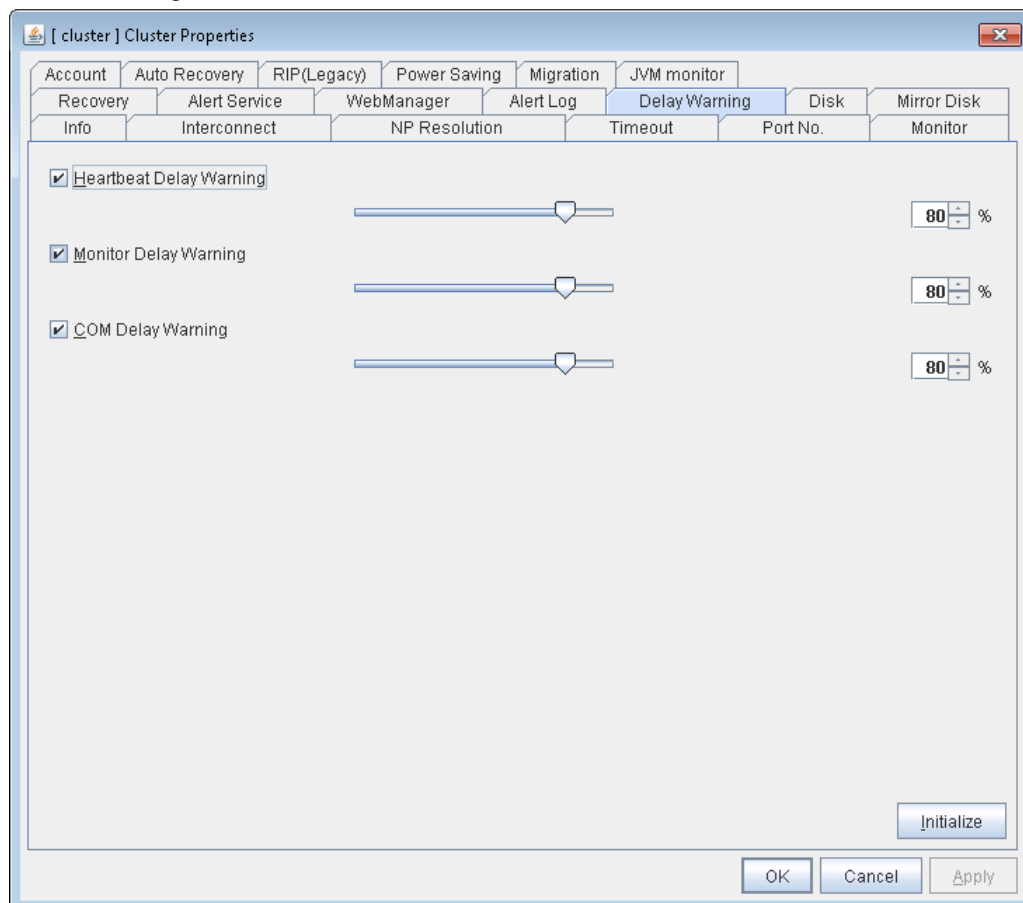 [ cluster ] Cluster Properties
Account Auto Recovery RIP(Legacy) Power Saving Migration JVM monitor
Recovery Alert Service WebManager Alert Log Delay Warning Disk Mirror Disk
Info Interconnect NP Resolution Timeout Port No. Monitor
Heartbeat Delay Warning
80 %
Monitor Delay Warning
80 %
COM Delay Warning
80 %
Initialize
OK Cancel Apply